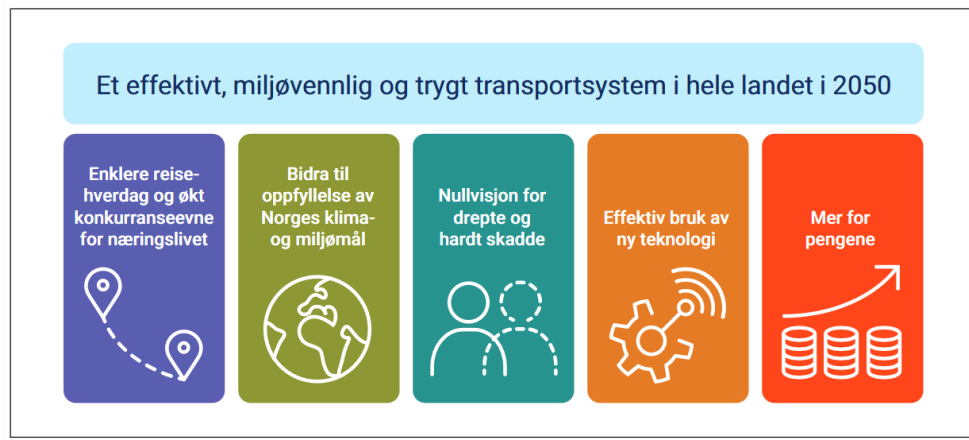 Et effektivt, miljøvennlig og trygt transportsystem i hele landet i 2050
Enklere reise-
hverdag og økt
konkurranseevne
for næringslivet
Bidra til
oppfyllelse av
Norges klima-
og miljømål
Nullvisjon for
drepte og
hardt skadde
Effektiv bruk av
ny teknologi
Mer for
pengene